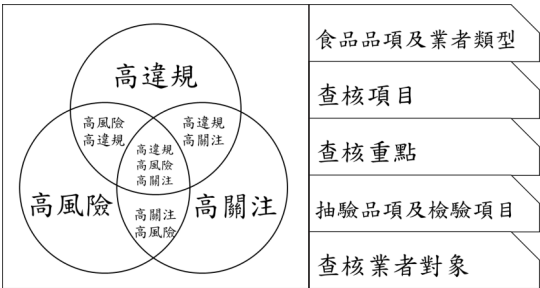 高違規
高風險
高違規
高違規
高關注
高違規
高風險
高關注
高風險
高關注
高關注
高風險
食品品項及業者類型
查核項目
查核重點
抽驗品項及檢驗項目
查核業者對象